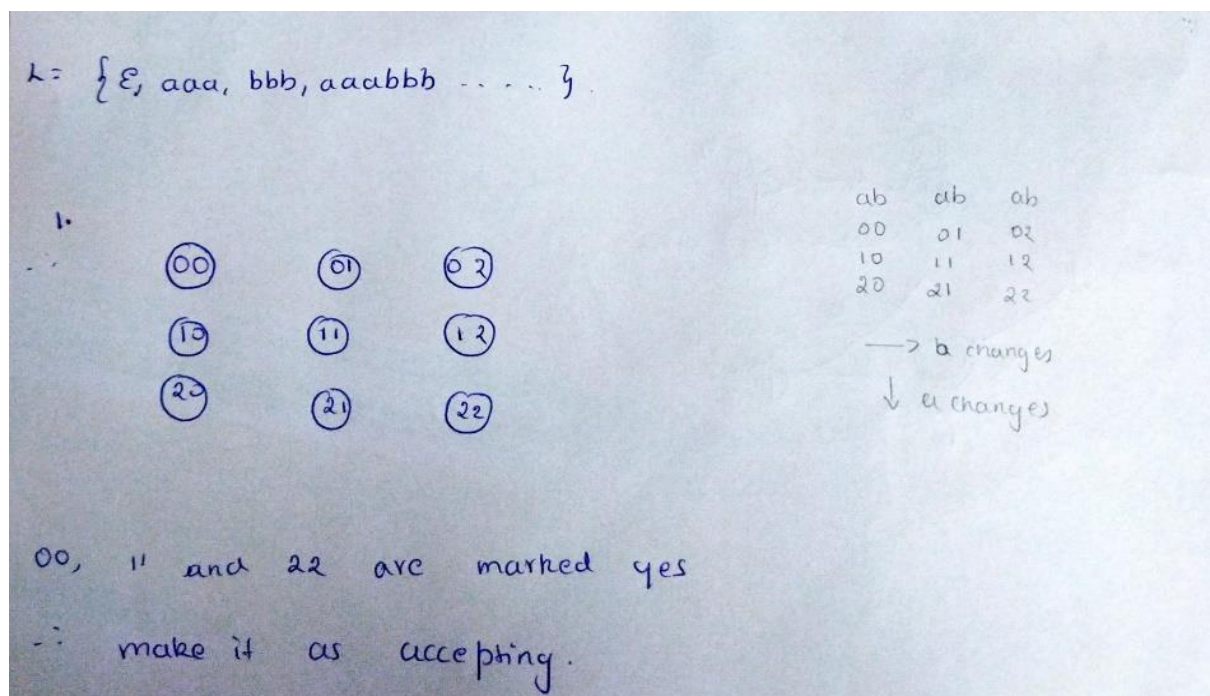 L = { ε, aaa, bbb, aaabbb ..... }.
1.
∴
00 01 02
10 11 12
20 21 22
ab ab ab
00 01 02
10 11 12
20 21 22
→ b changes
↓ a changes
00, 11 and 22 are marked yes
∴ make it as accepting.